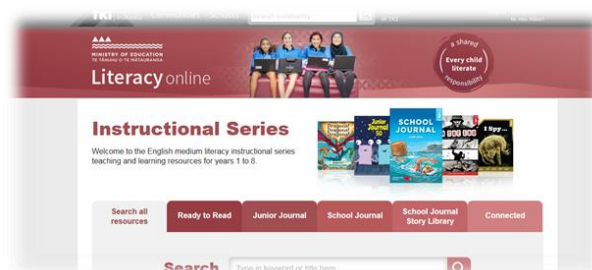 Search community
MINISTRY OF EDUCATION
TE TĀHUHU O TE MĀTAURANGA
Literacy online
a shared
Every child
literate
responsibility
Instructional Series
Welcome to the English medium literacy instructional series
teaching and learning resources for years 1 to 8.
Junior
Journal
50
SCHOOL
JOURNAL
I Spy...
Search all
resources
Ready to Read
Junior Journal
School Journal
School Journal
Story Library
Connected
Search
Type in keyword or title here